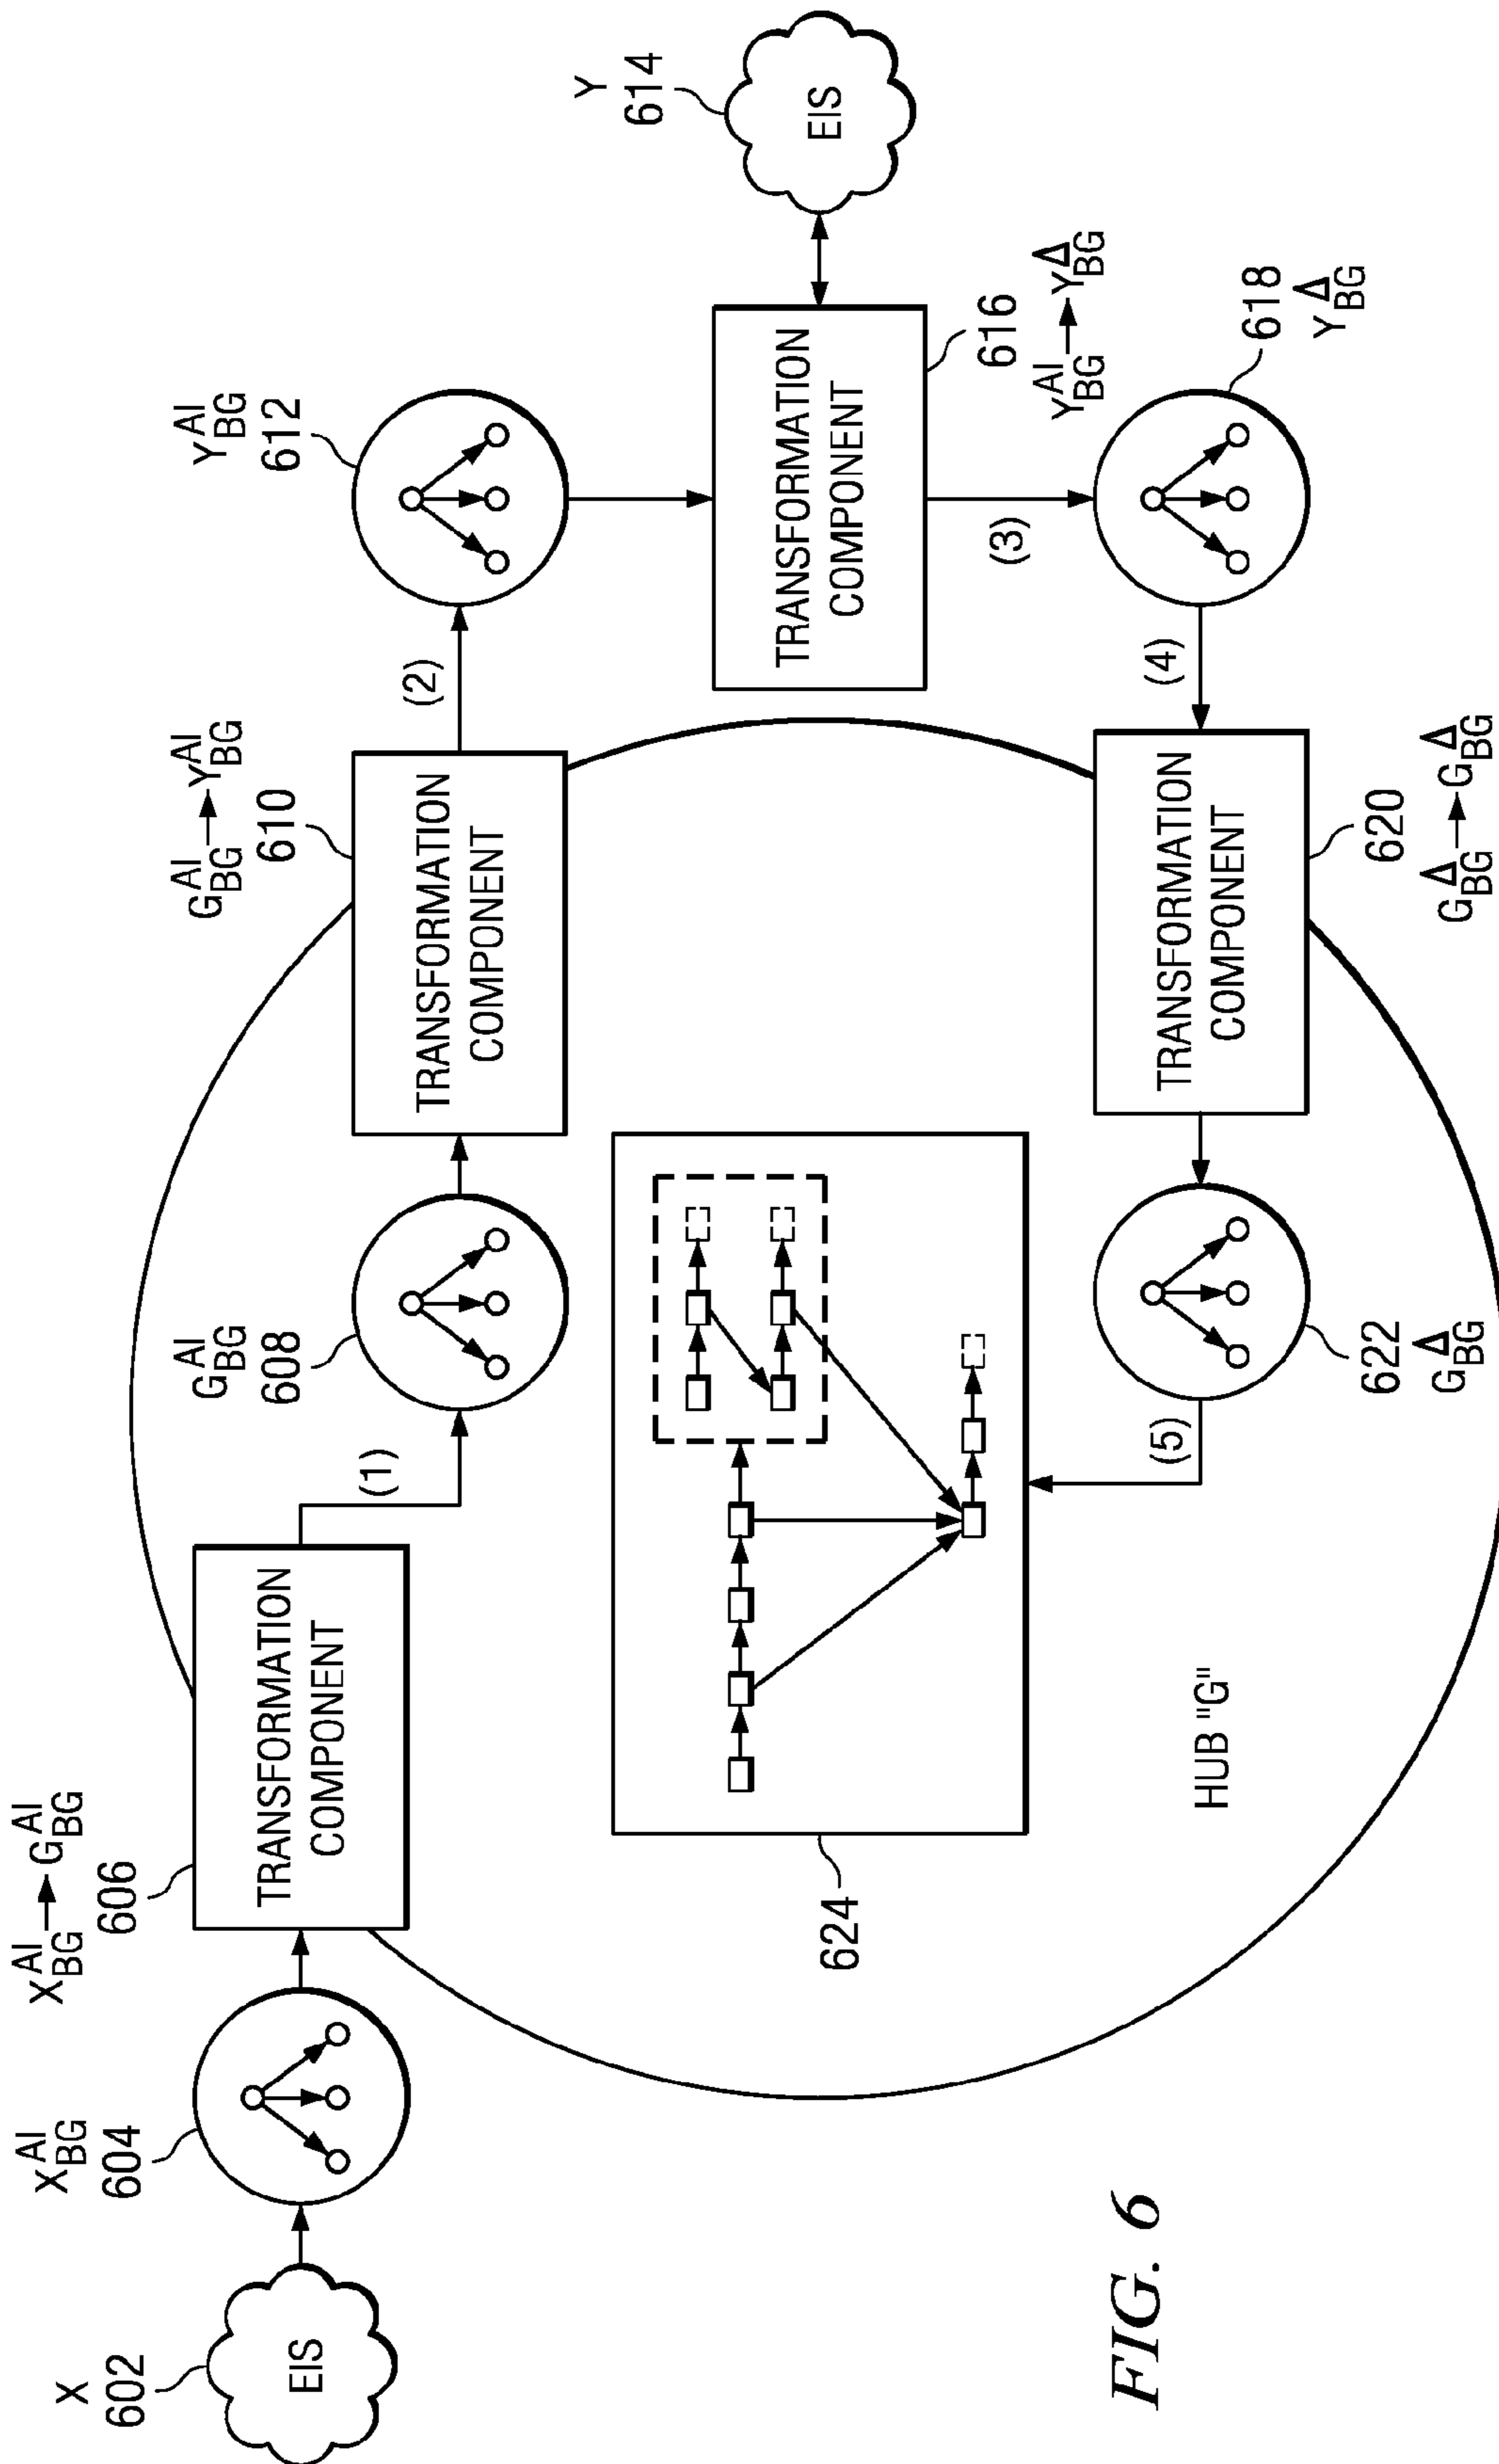 X
602
EIS
X^AI_BG
604
X^AI_BG → G^AI_BG
606
TRANSFORMATION
COMPONENT
(1)
G^AI_BG
608
G^AI_BG → Y^AI_BG
610
TRANSFORMATION
COMPONENT
(2)
Y^AI_BG
612
Y
614
EIS
TRANSFORMATION
COMPONENT
616
Y^AI_BG → Y^Δ_BG
(3)
618
Y^Δ_BG
(4)
TRANSFORMATION
COMPONENT
620
G^Δ_BG → G^Δ_BG
622
G^Δ_BG
(5)
624
HUB "G"
FIG. 6